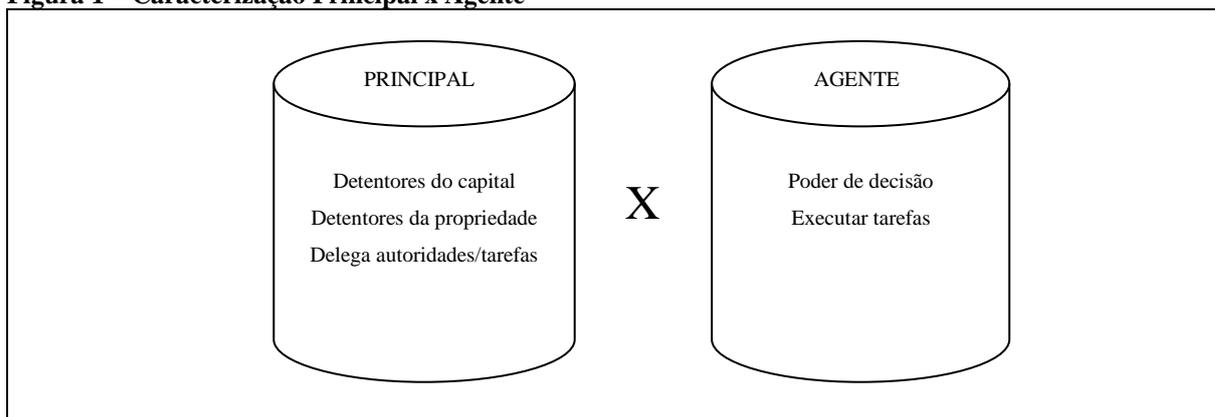 Figura 1 – Caracterização Principal x Agente
PRINCIPAL
Detentores do capital
Detentores da propriedade
Delega autoridades/tarefas
X
AGENTE
Poder de decisão
Executar tarefas